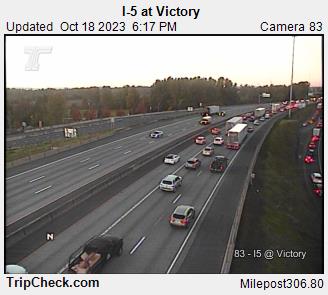 I-5 at Victory
Updated Oct 18 2023 6:17 PM Camera 83
T
N
83 - I5 @ Victory
TripCheck.com Milepost306.80